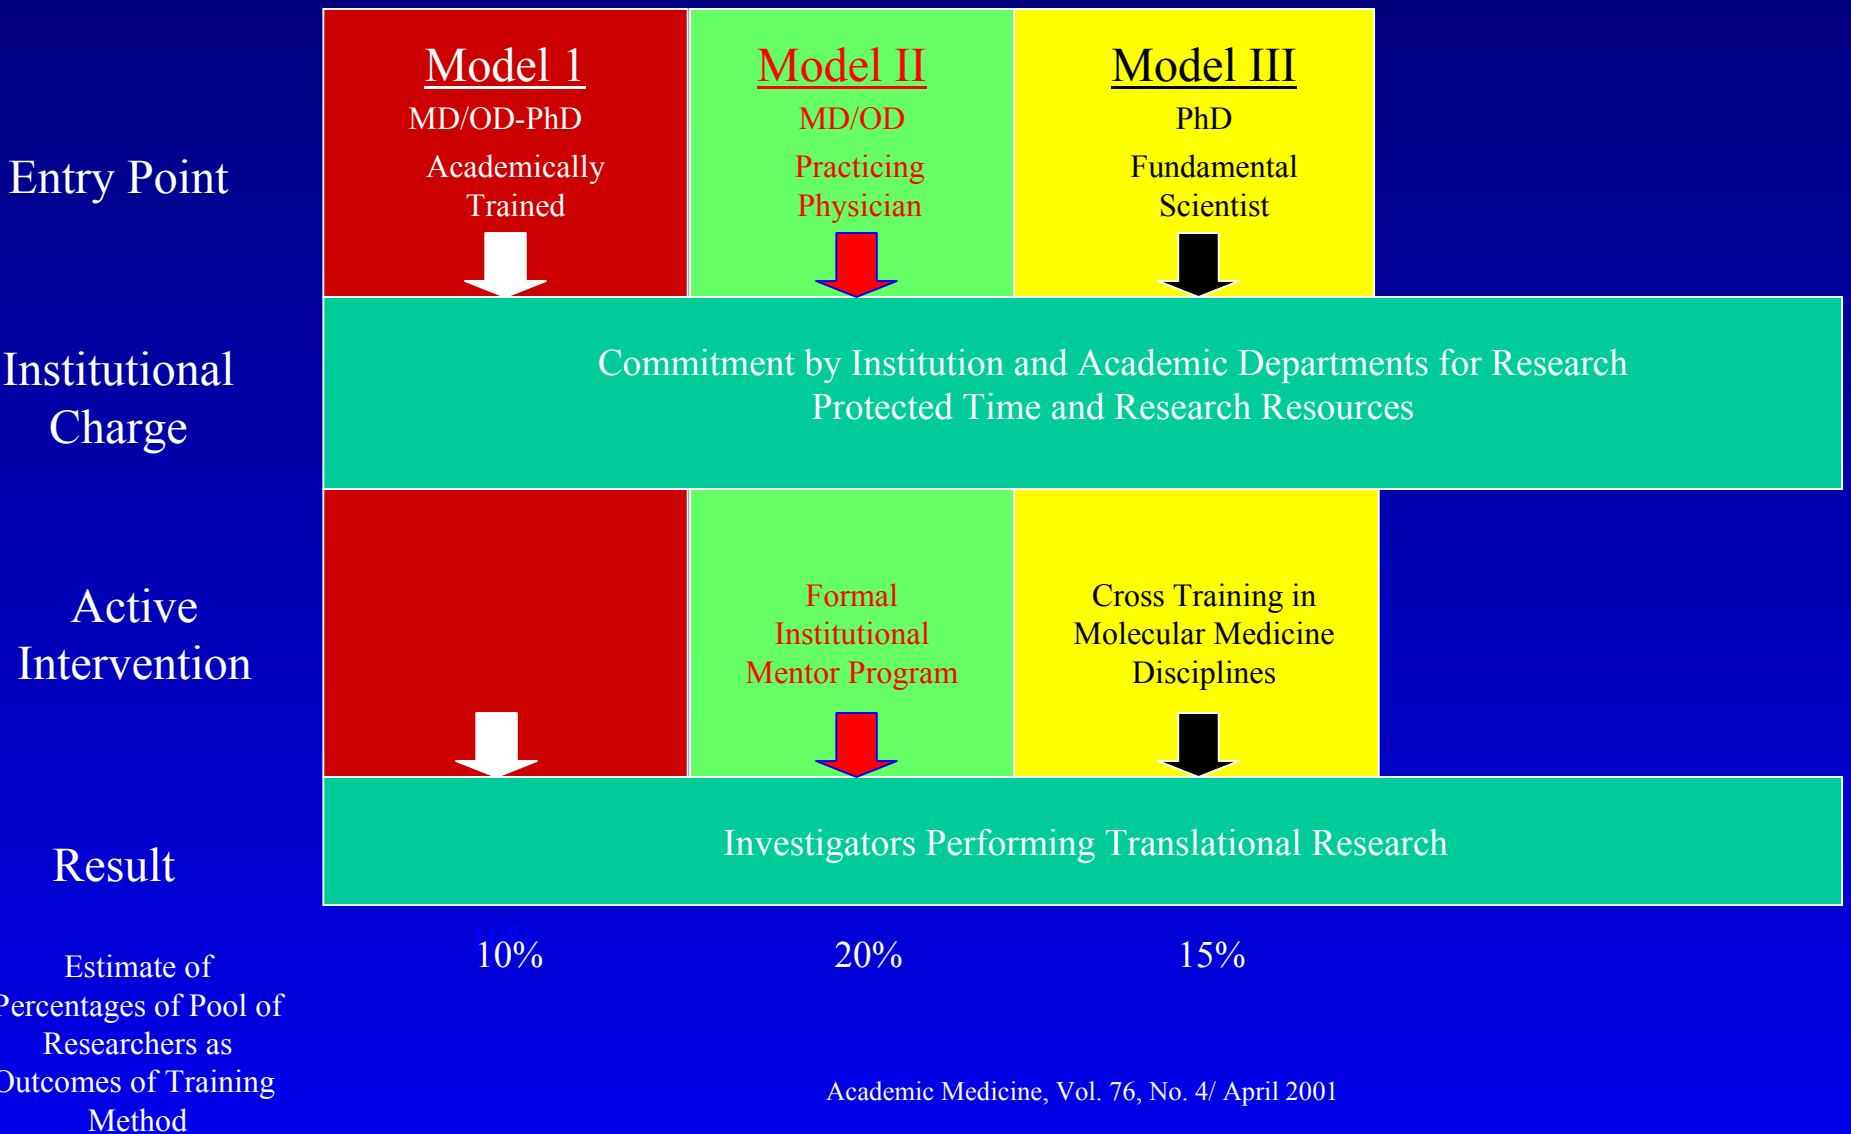 Model 1
MD/OD-PhD
Academically
Trained
Model II
MD/OD
Practicing
Physician
Model III
PhD
Fundamental
Scientist
Entry Point
Institutional
Charge
Commitment by Institution and Academic Departments for Research
Protected Time and Research Resources
Active
Intervention
Formal
Institutional
Mentor Program
Cross Training in
Molecular Medicine
Disciplines
Result
Investigators Performing Translational Research
Estimate of
Percentages of Pool of
Researchers as
Outcomes of Training
Method
10%
10%
20%
15%
Academic Medicine, Vol. 76, No. 4/ April 2001